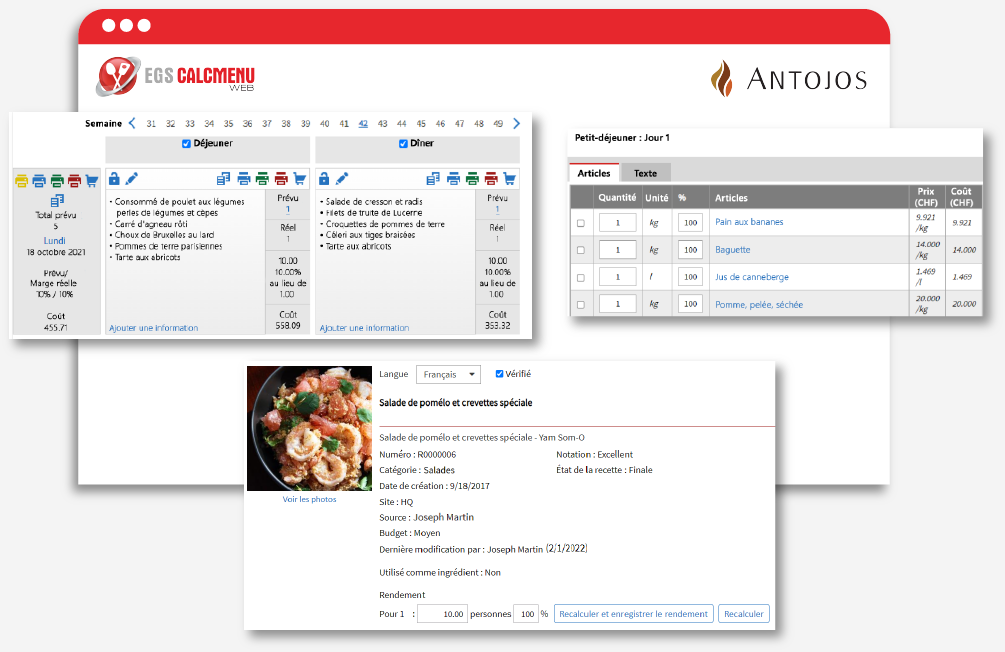 EGS CALCMENU
WEB
ANTOJOS
Semaine 31 32 33 34 35 36 37 38 39 40 41 42 43 44 45 46 47 48 49
Déjeuner
Dîner
Total prévu
5
Lundi
18 octobre 2021
Prévu/
Marge réelle
10% / 10%
Coût
455.71
• Consommé de poulet aux légumes
perles de légumes et cèpes
• Carré d'agneau rôti
• Choux de Bruxelles au lard
• Pommes de terre parisiennes
• Tarte aux abricots
Ajouter une information
Prévu
1
Réel
1
10.00
10.00%
au lieu de
1.00
Coût
558.09
• Salade de cresson et radis
• Filets de truite de Lucerne
• Croquettes de pommes de terre
• Céleri aux tiges braisées
• Tarte aux abricots
Ajouter une information
Prévu
1
Réel
1
10.00
10.00%
au lieu de
1.00
Coût
353.32
Petit-déjeuner : Jour 1
Articles Texte
Quantité Unité % Articles Prix (CHF) Coût (CHF)
1 kg 100 Pain aux bananes 9.921 /kg 9.921
1 kg 100 Baguette 14.000 /kg 14.000
1 l 100 Jus de canneberge 1.469 /l 1.469
1 kg 100 Pomme, pelée, séchée 20.000 /kg 20.000
Voir les photos
Langue Français Vérifié
Salade de pomélo et crevettes spéciale
Salade de pomélo et crevettes spéciale - Yam Som-O
Numéro : R0000006 Notation : Excellent
Catégorie : Salades État de la recette : Finale
Date de création : 9/18/2017
Site : HQ
Source : Joseph Martin
Budget : Moyen
Dernière modification par : Joseph Martin (2/1/2022)
Utilisé comme ingrédient : Non
Rendement
Pour 1 : 10.00 personnes 100 % Recalculer et enregistrer le rendement Recalculer